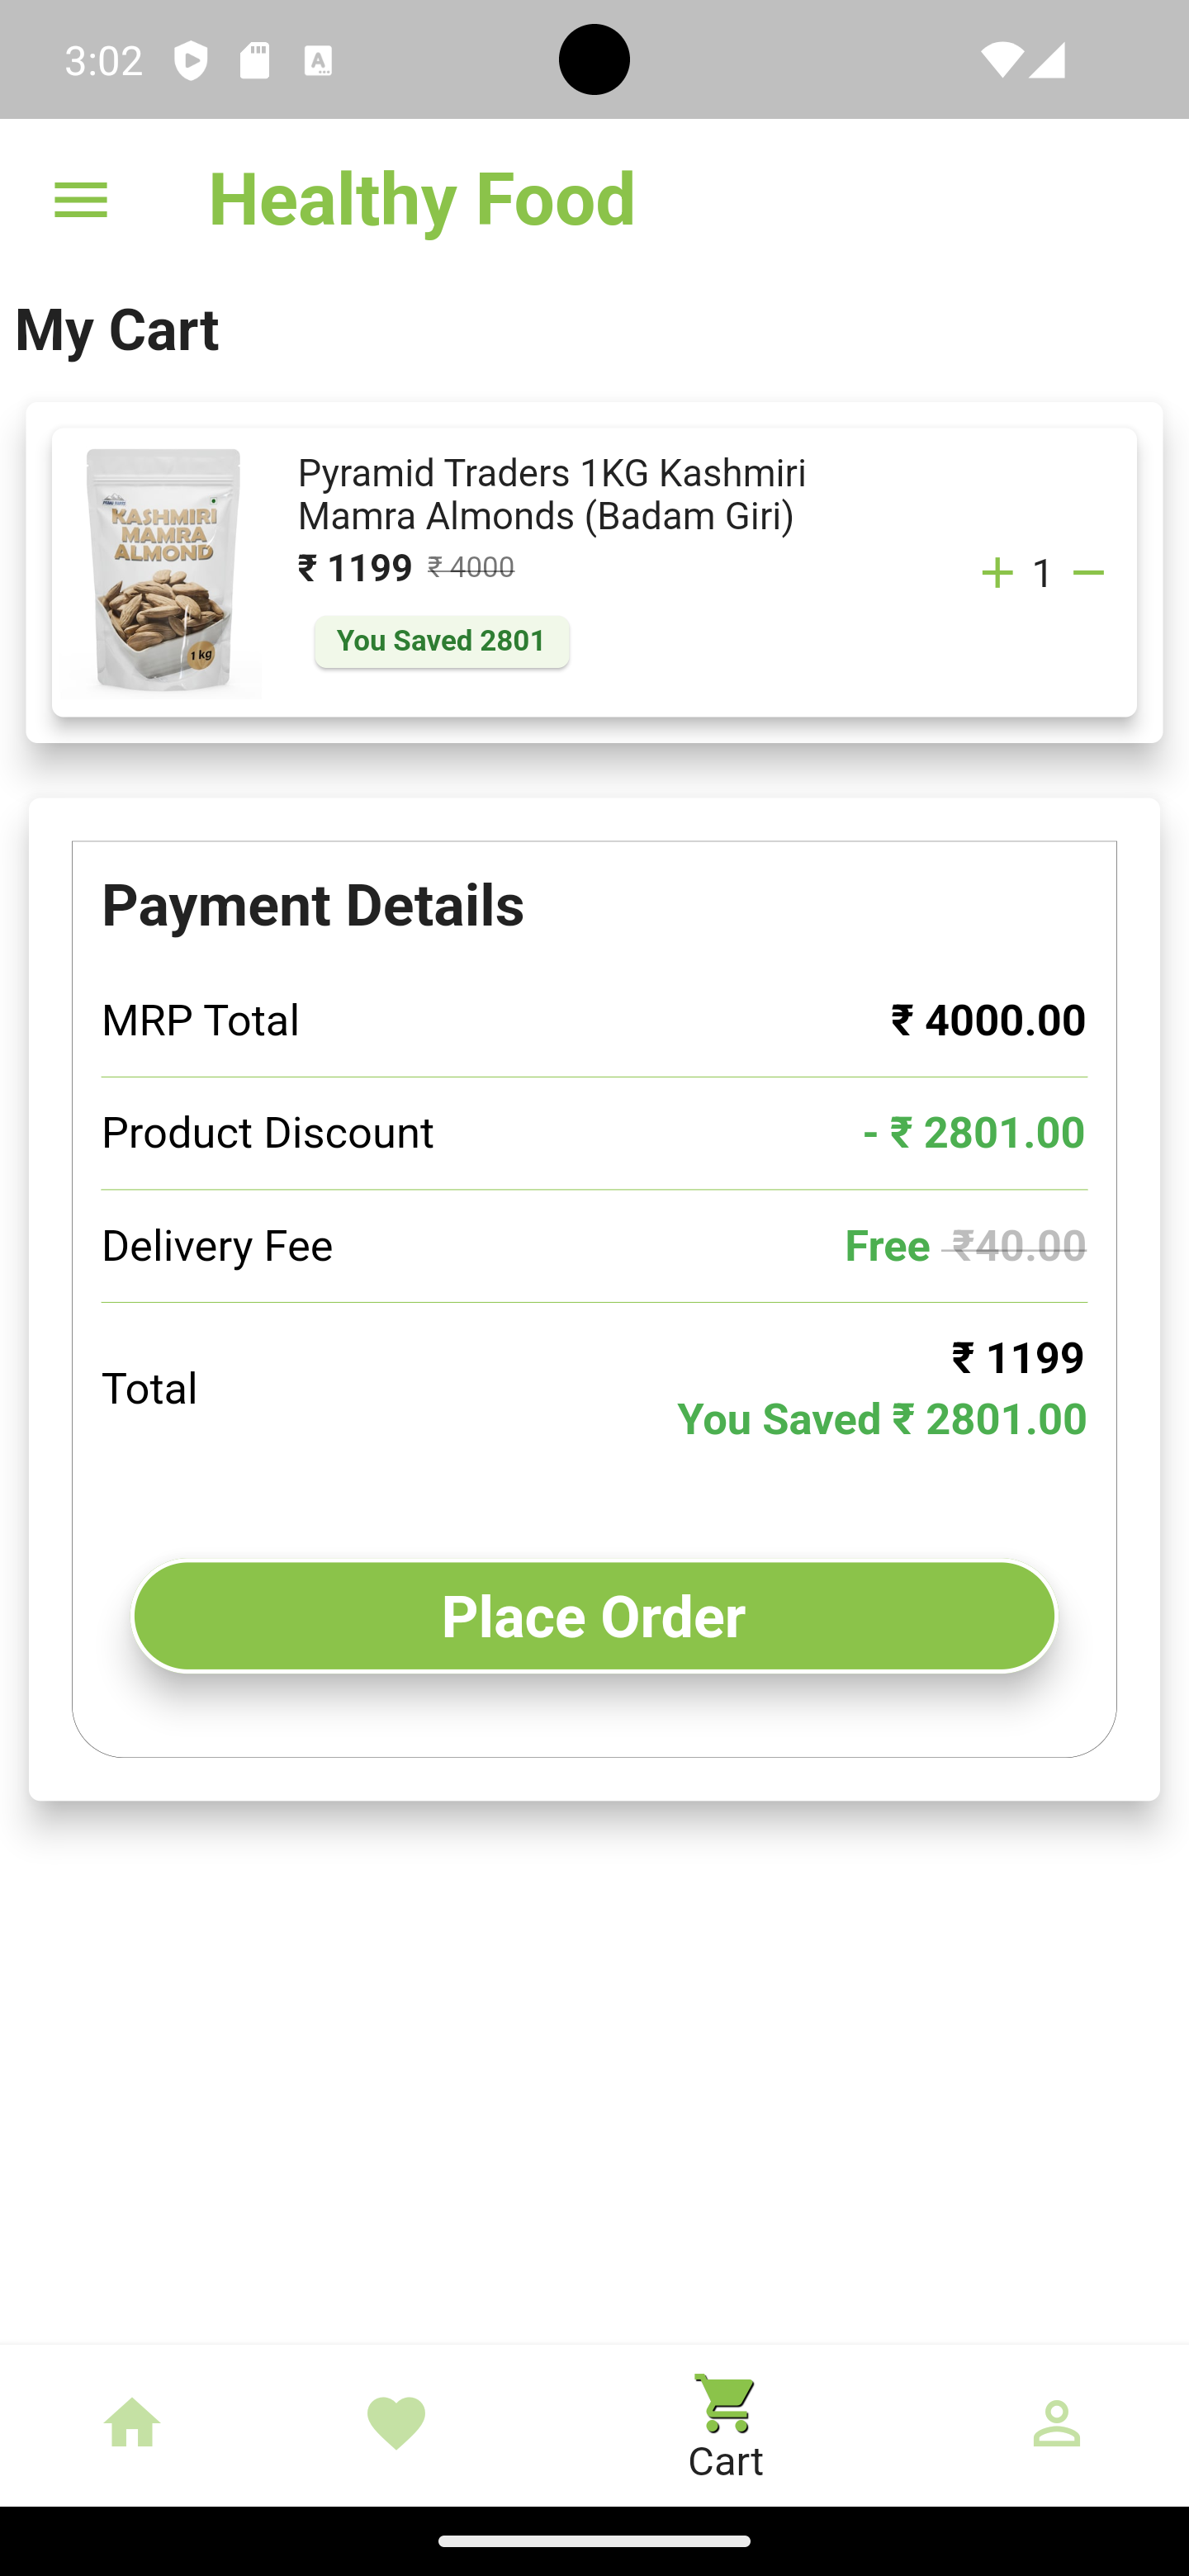 3:02
Healthy Food
My Cart
Pyramid Traders 1KG Kashmiri
Mamra Almonds (Badam Giri)
₹ 1199 ₹ 4000
+ 1 −
You Saved 2801
KASHMIRI
MAMRA
ALMOND
1 kg
Payment Details
MRP Total ₹ 4000.00
Product Discount - ₹ 2801.00
Delivery Fee Free ₹40.00
Total ₹ 1199
You Saved ₹ 2801.00
Place Order
Cart